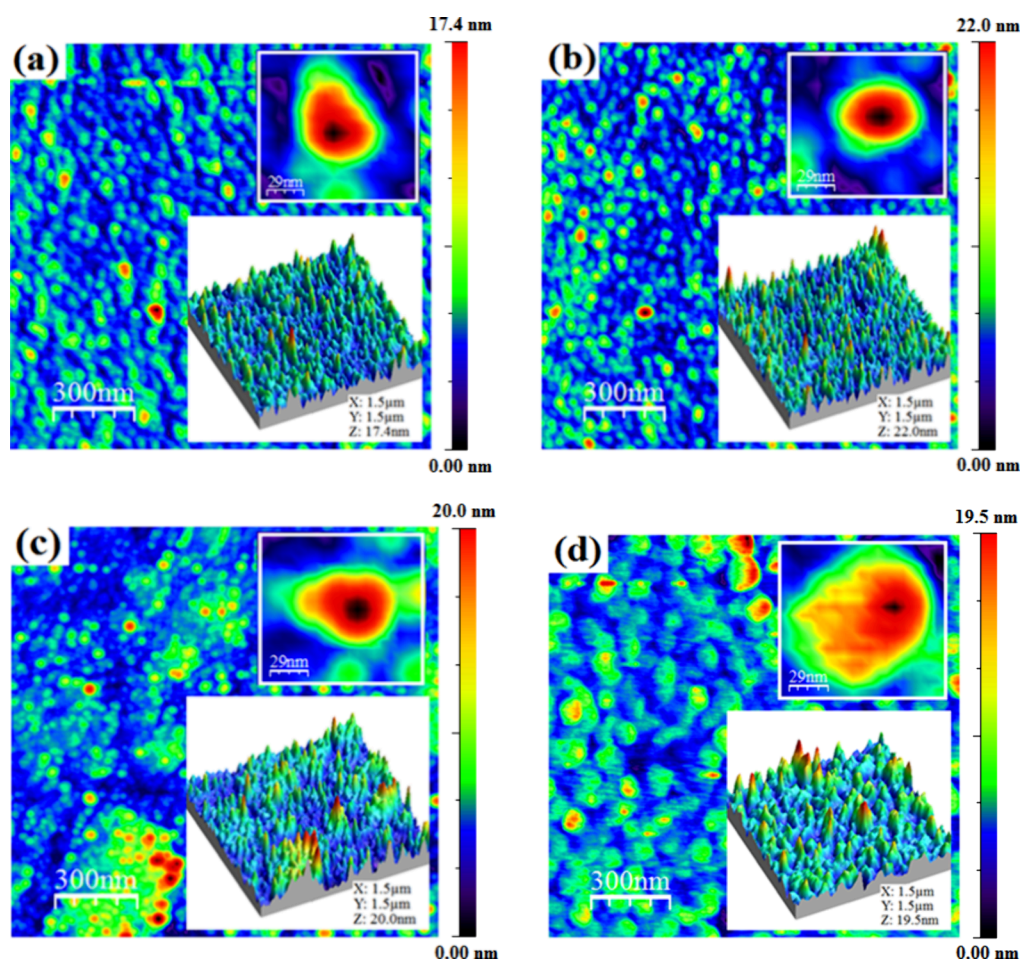 17.4 nm
(a)
29nm
300nm
X: 1.5µm
Y: 1.5µm
Z: 17.4nm
0.00 nm
22.0 nm
(b)
29nm
300nm
X: 1.5µm
Y: 1.5µm
Z: 22.0nm
0.00 nm
20.0 nm
(c)
29nm
300nm
X: 1.5µm
Y: 1.5µm
Z: 20.0nm
0.00 nm
19.5 nm
(d)
29nm
300nm
X: 1.5µm
Y: 1.5µm
Z: 19.5nm
0.00 nm